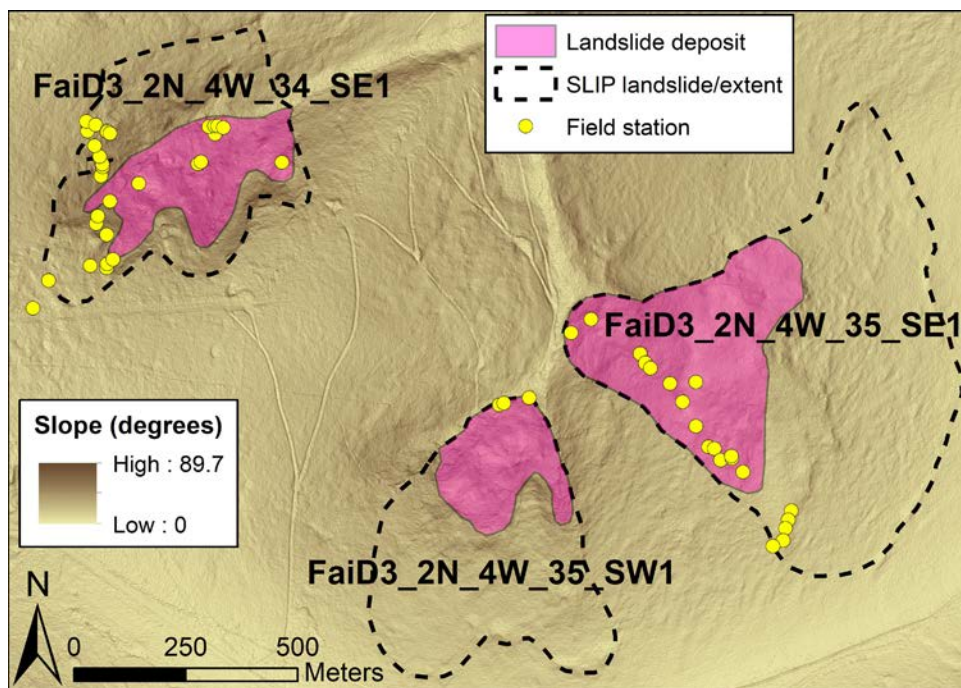 Landslide deposit
SLIP landslide/extent
Field station
FaiD3_2N_4W_34_SE1
FaiD3_2N_4W_35_SE1
Slope (degrees)
High : 89.7
Low : 0
FaiD3_2N_4W_35_SW1
N
0 250 500
Meters